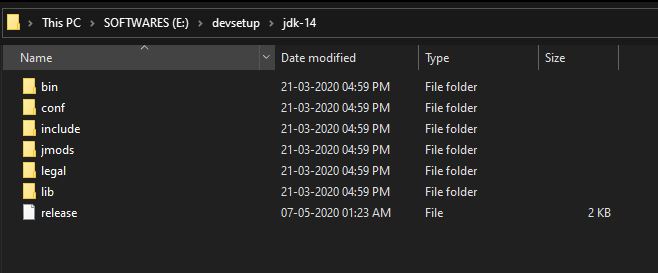 This PC > SOFTWARES (E:) > devsetup > jdk-14
Name Date modified Type Size
bin 21-03-2020 04:59 PM File folder
conf 21-03-2020 04:59 PM File folder
include 21-03-2020 04:59 PM File folder
jmods 21-03-2020 04:59 PM File folder
legal 21-03-2020 04:59 PM File folder
lib 21-03-2020 04:59 PM File folder
release 07-05-2020 01:23 AM File 2 KB